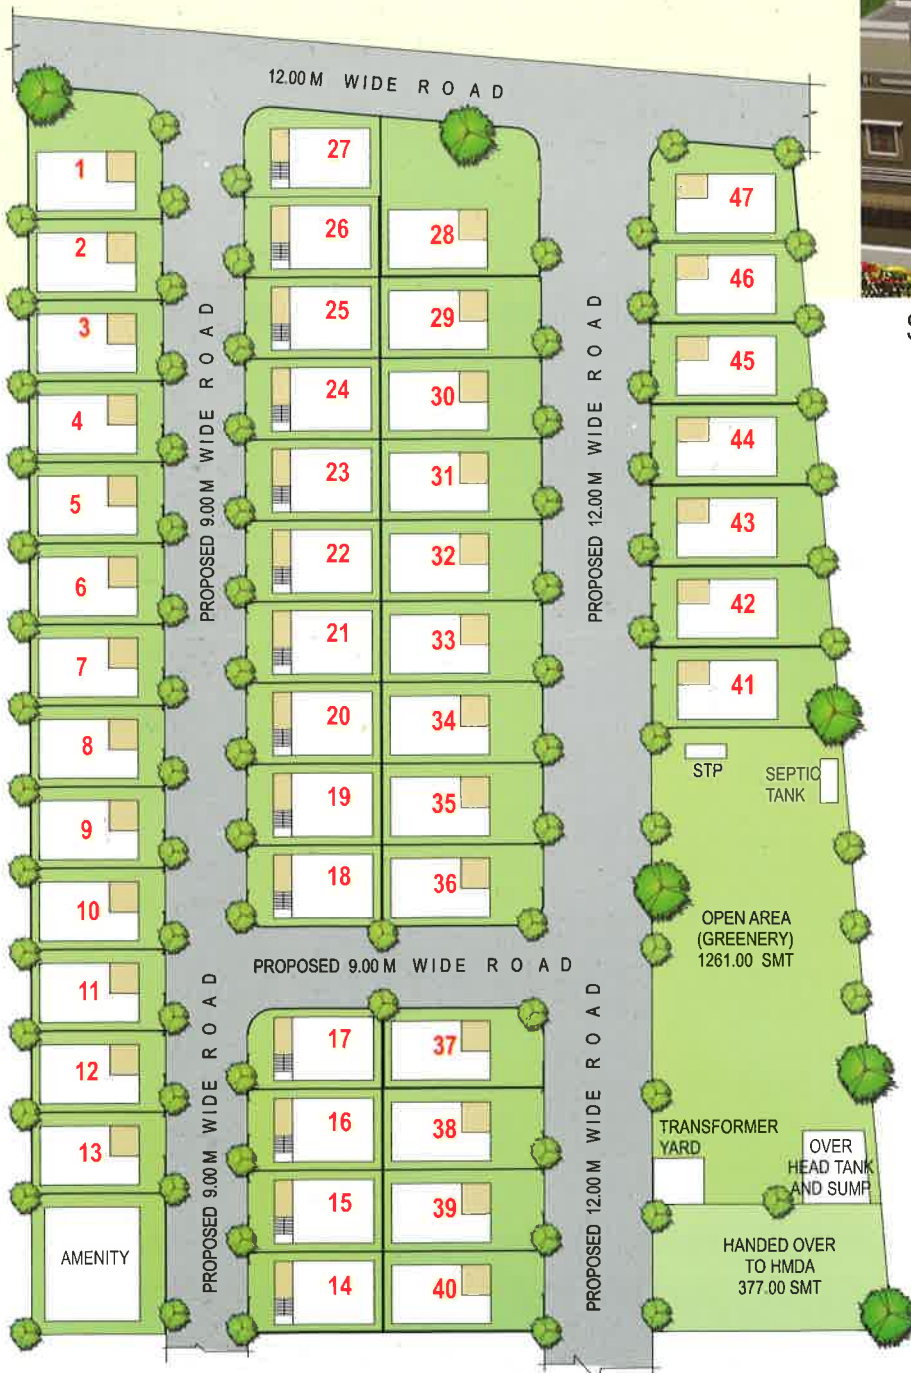 12.00 M WIDE ROAD
1
2
3
4
5
6
7
8
9
10
11
12
13
AMENITY
PROPOSED 9.00 M WIDE ROAD
PROPOSED 9.00 M WIDE ROAD
27
26
25
24
23
22
21
20
19
18
28
29
30
31
32
33
34
35
36
PROPOSED 9.00 M WIDE ROAD
17
16
15
14
37
38
39
40
PROPOSED 12.00 M WIDE ROAD
PROPOSED 12.00 M WIDE ROAD
47
46
45
44
43
42
41
STP
SEPTIC
TANK
OPEN AREA
(GREENERY)
1261.00 SMT
TRANSFORMER
YARD
OVER
HEAD TANK
AND SUMP
HANDED OVER
TO HMDA
377.00 SMT